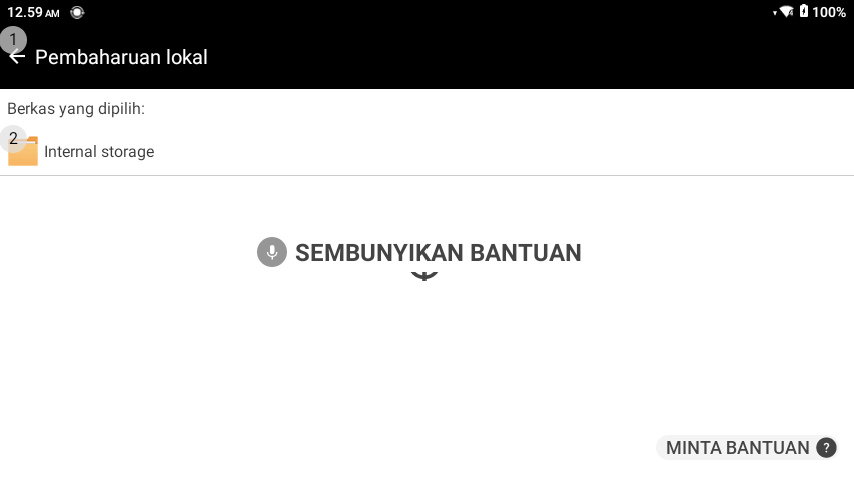 12.59 AM
100%
1
Pembaharuan lokal
Berkas yang dipilih:
2
Internal storage
SEMBUNYIKAN BANTUAN
MINTA BANTUAN ?